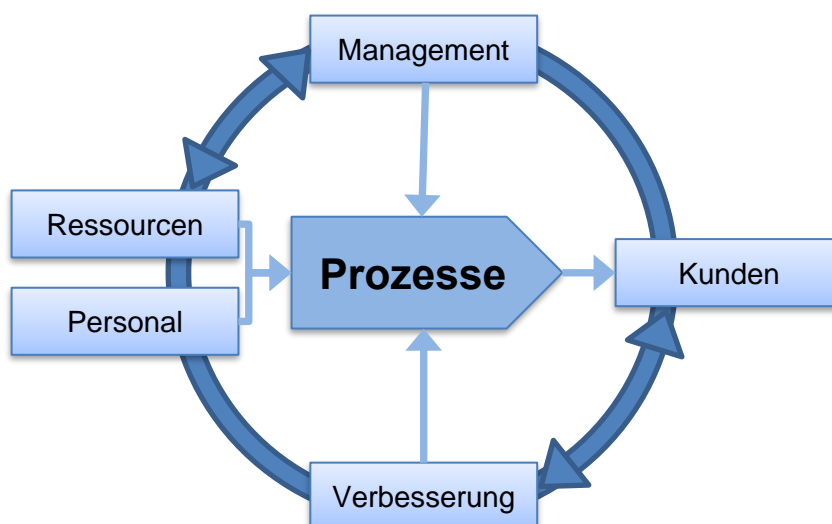 Management
Ressourcen
Prozesse
Kunden
Personal
Verbesserung